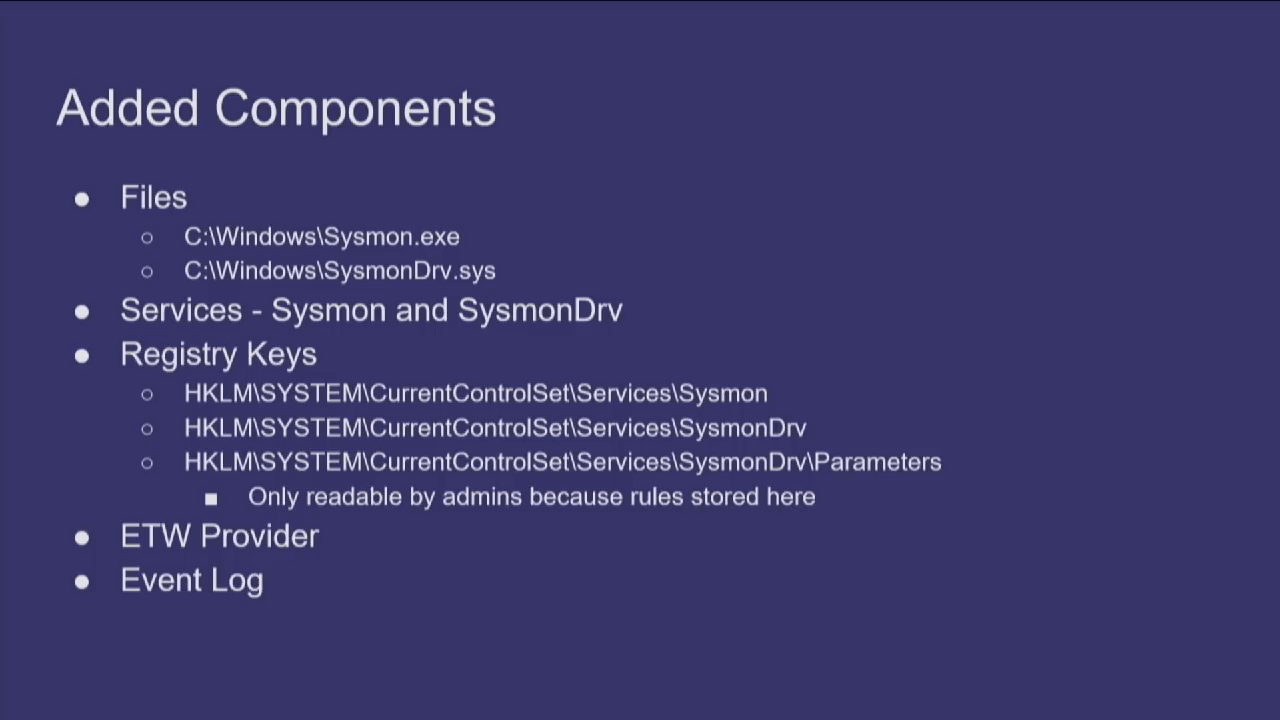 Added Components
● Files
○ C:\Windows\Sysmon.exe
○ C:\Windows\SysmonDrv.sys
● Services - Sysmon and SysmonDrv
● Registry Keys
○ HKLM\SYSTEM\CurrentControlSet\Services\Sysmon
○ HKLM\SYSTEM\CurrentControlSet\Services\SysmonDrv
○ HKLM\SYSTEM\CurrentControlSet\Services\SysmonDrv\Parameters
■ Only readable by admins because rules stored here
● ETW Provider
● Event Log